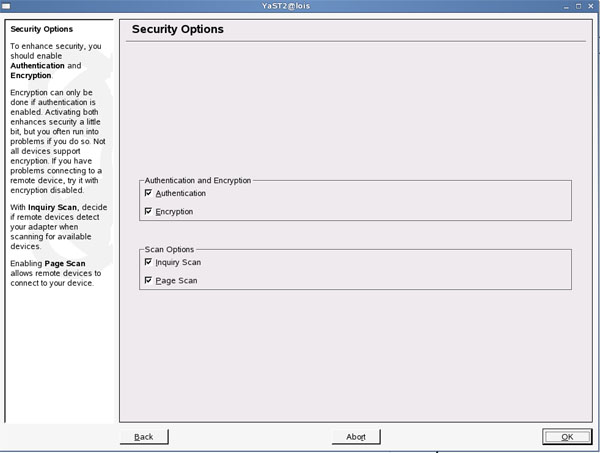 YaST2@lois
Security Options
To enhance security, you
should enable
Authentication and
Encryption.
Encryption can only be
done if authentication is
enabled. Activating both
enhances security a little
bit, but you often run into
problems if you do so. Not
all devices support
encryption. If you have
problems connecting to a
remote device, try it with
encryption disabled.
With Inquiry Scan, decide
if remote devices detect
your adapter when
scanning for available
devices.
Enabling Page Scan
allows remote devices to
connect to your device.
Security Options
Authentication and Encryption
Authentication
Encryption
Scan Options
Inquiry Scan
Page Scan
Back
Abort
OK